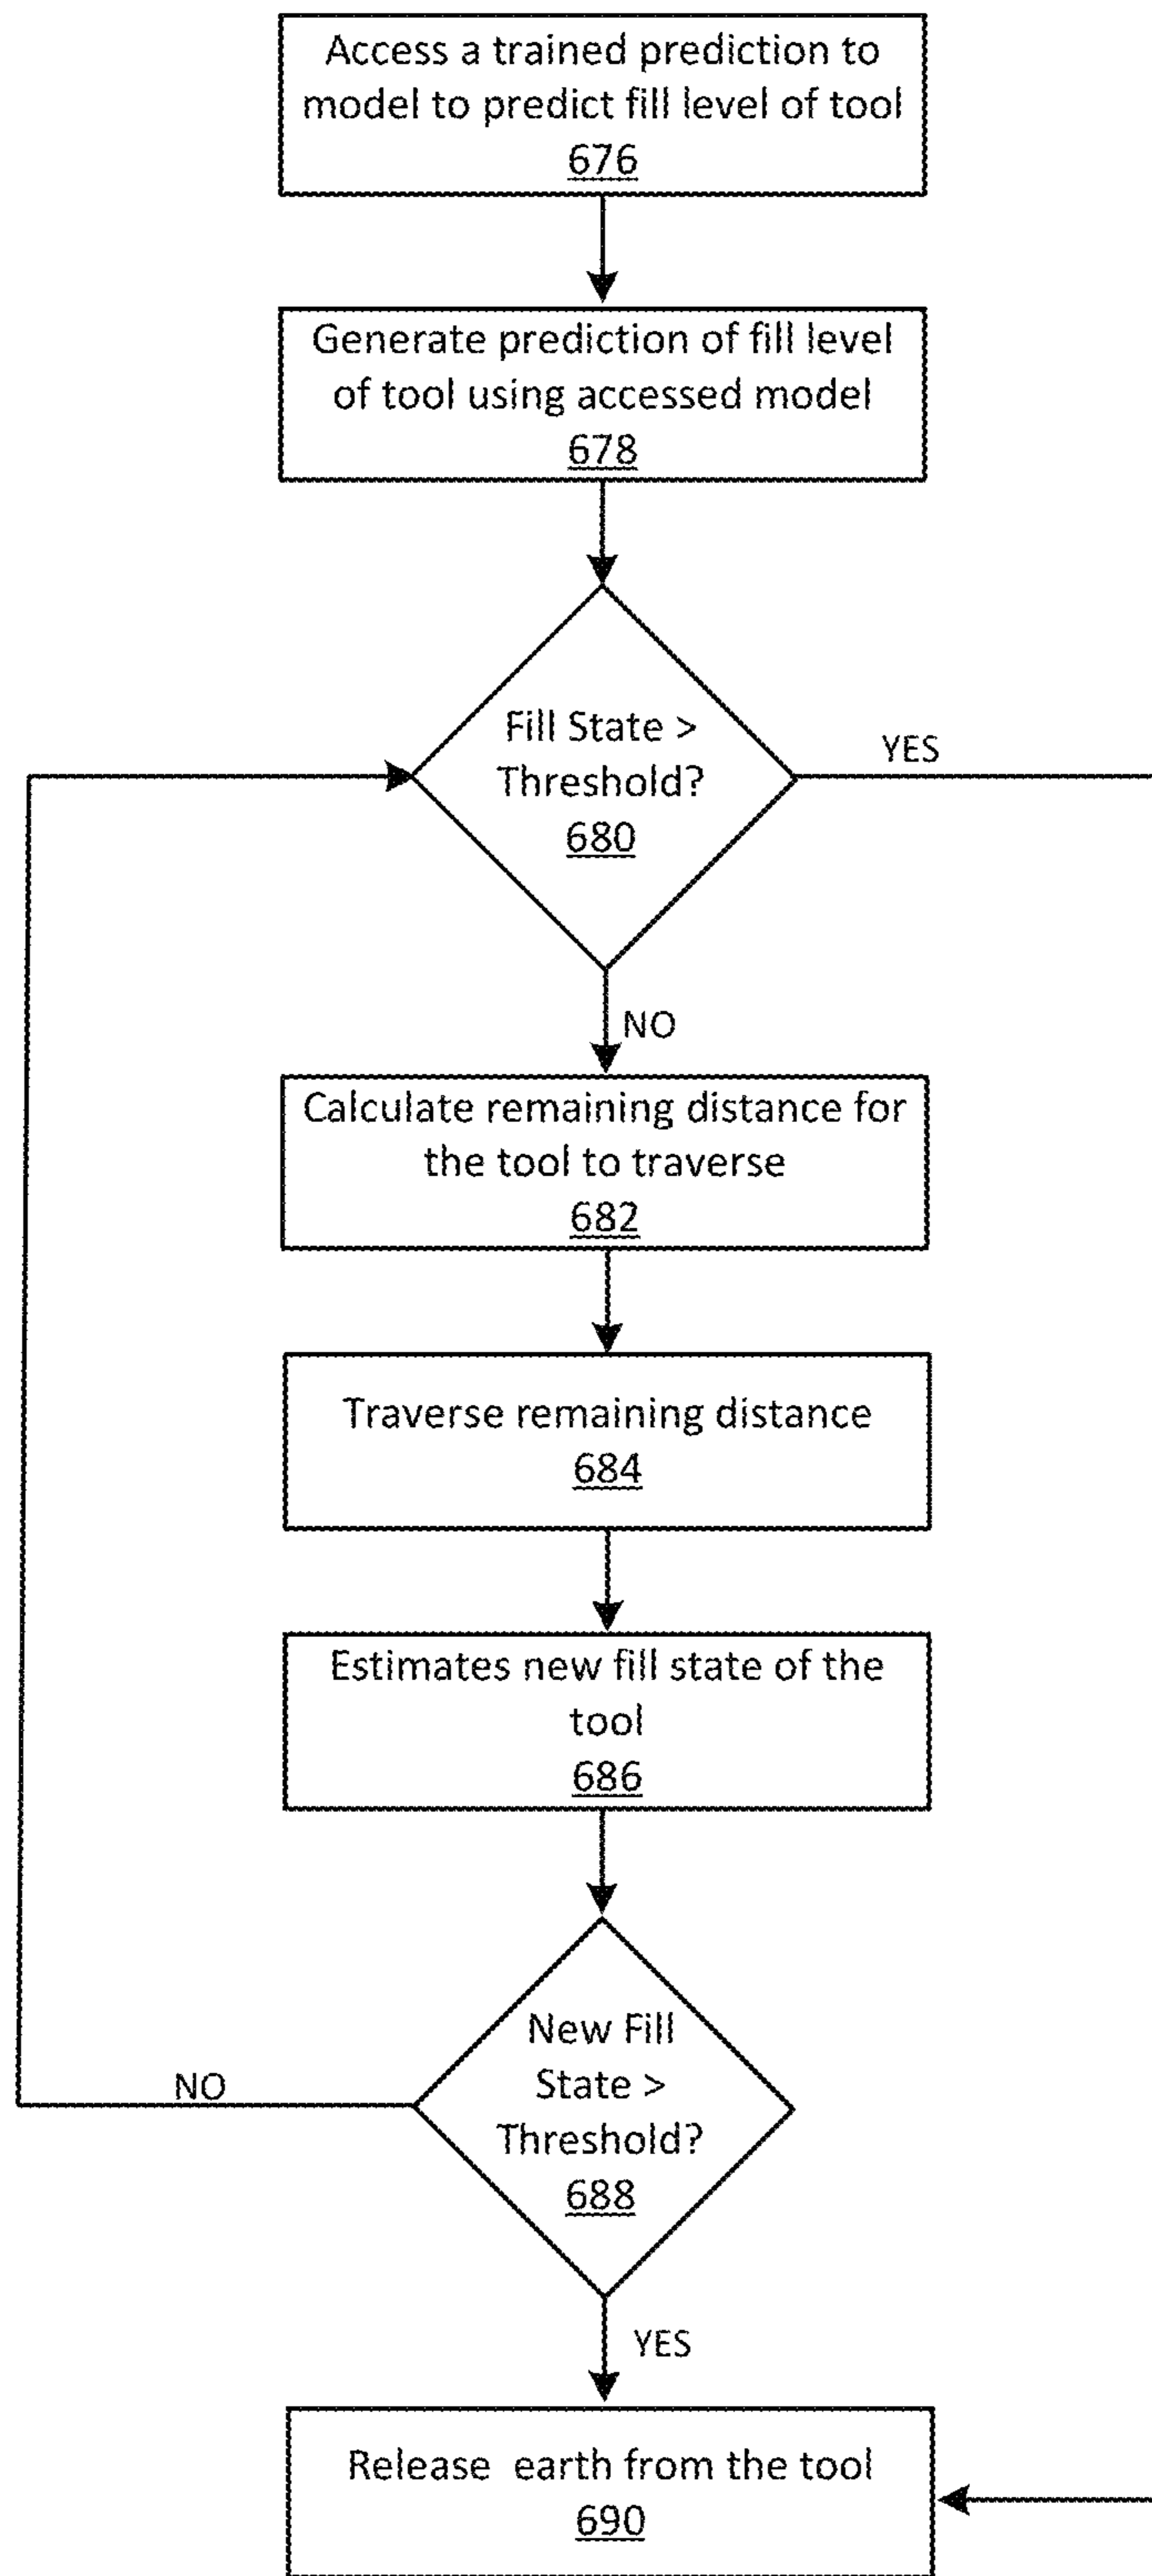 Access a trained prediction to
model to predict fill level of tool
676
Generate prediction of fill level
of tool using accessed model
678
Fill State >
Threshold?
680
YES
NO
Calculate remaining distance for
the tool to traverse
682
Traverse remaining distance
684
Estimates new fill state of the
tool
686
New Fill
State >
Threshold?
688
NO
YES
Release earth from the tool
690